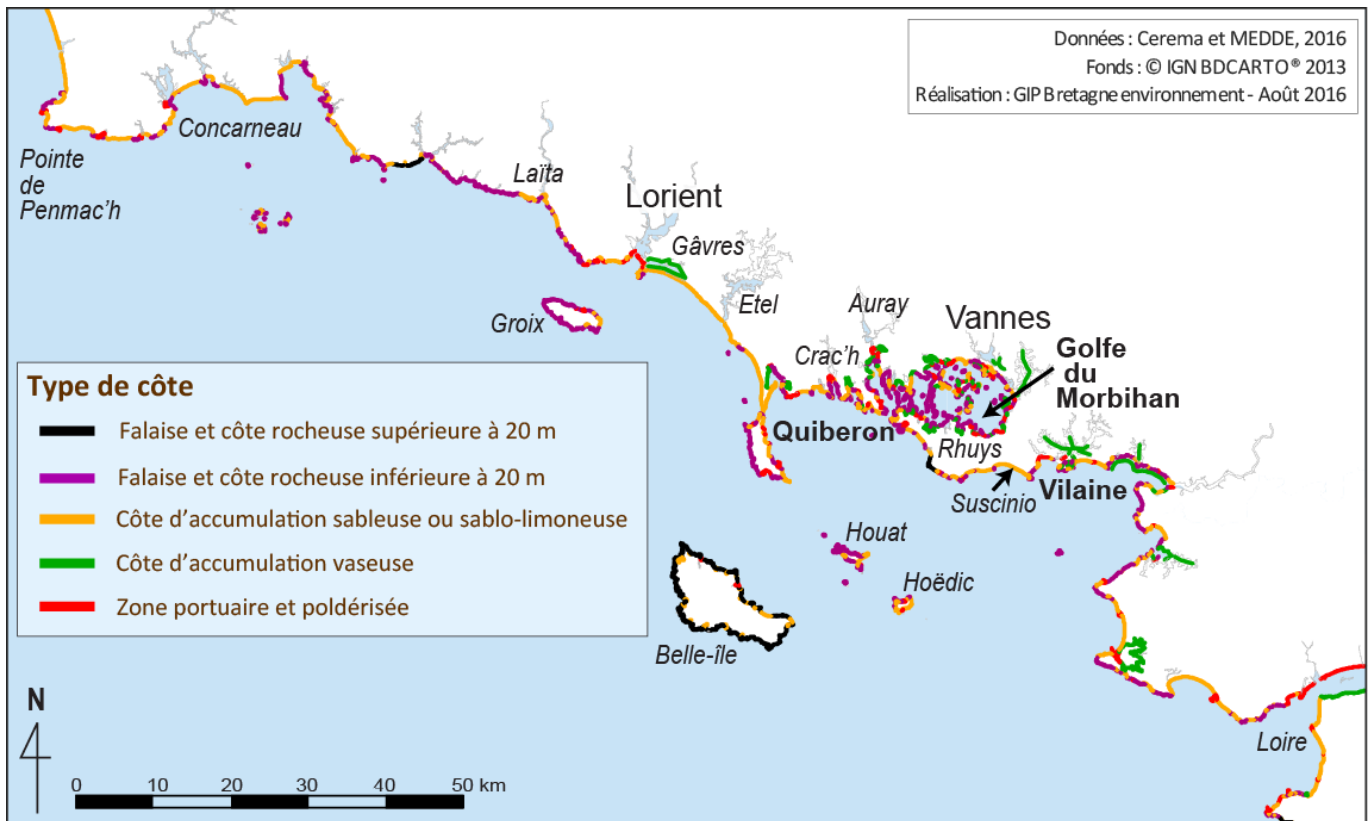 Données : Cerema et MEDDE, 2016
Fonds : © IGN BDCARTO® 2013
Réalisation : GIP Bretagne environnement - Août 2016
Concarneau
Pointe
de
Penmac'h
Laïta
Lorient
Gâvres
Groix
Etel
Auray
Vannes
Crac'h
Golfe
du
Morbihan
Quiberon
Rhuys
Suscinio
Vilaine
Houat
Hoëdic
Belle-île
Loire
Type de côte
Falaise et côte rocheuse supérieure à 20 m
Falaise et côte rocheuse inférieure à 20 m
Côte d'accumulation sableuse ou sablo-limoneuse
Côte d'accumulation vaseuse
Zone portuaire et poldérisée
N
0 10 20 30 40 50 km